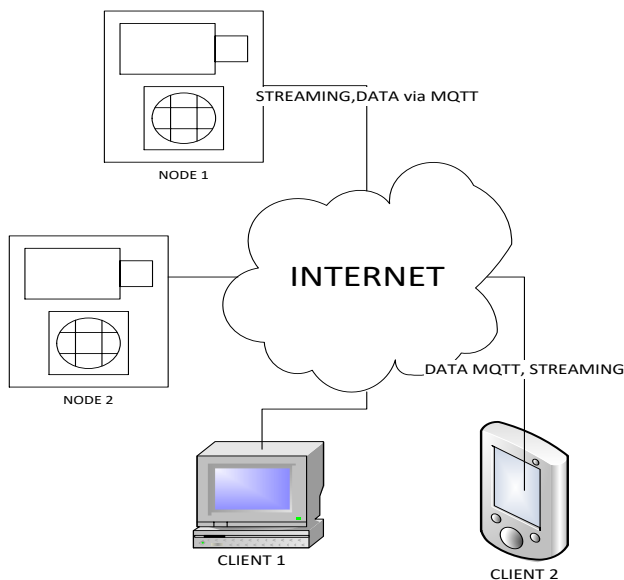 STREAMING,DATA via MQTT
NODE 1
INTERNET
NODE 2
DATA MQTT, STREAMING
CLIENT 1
CLIENT 2